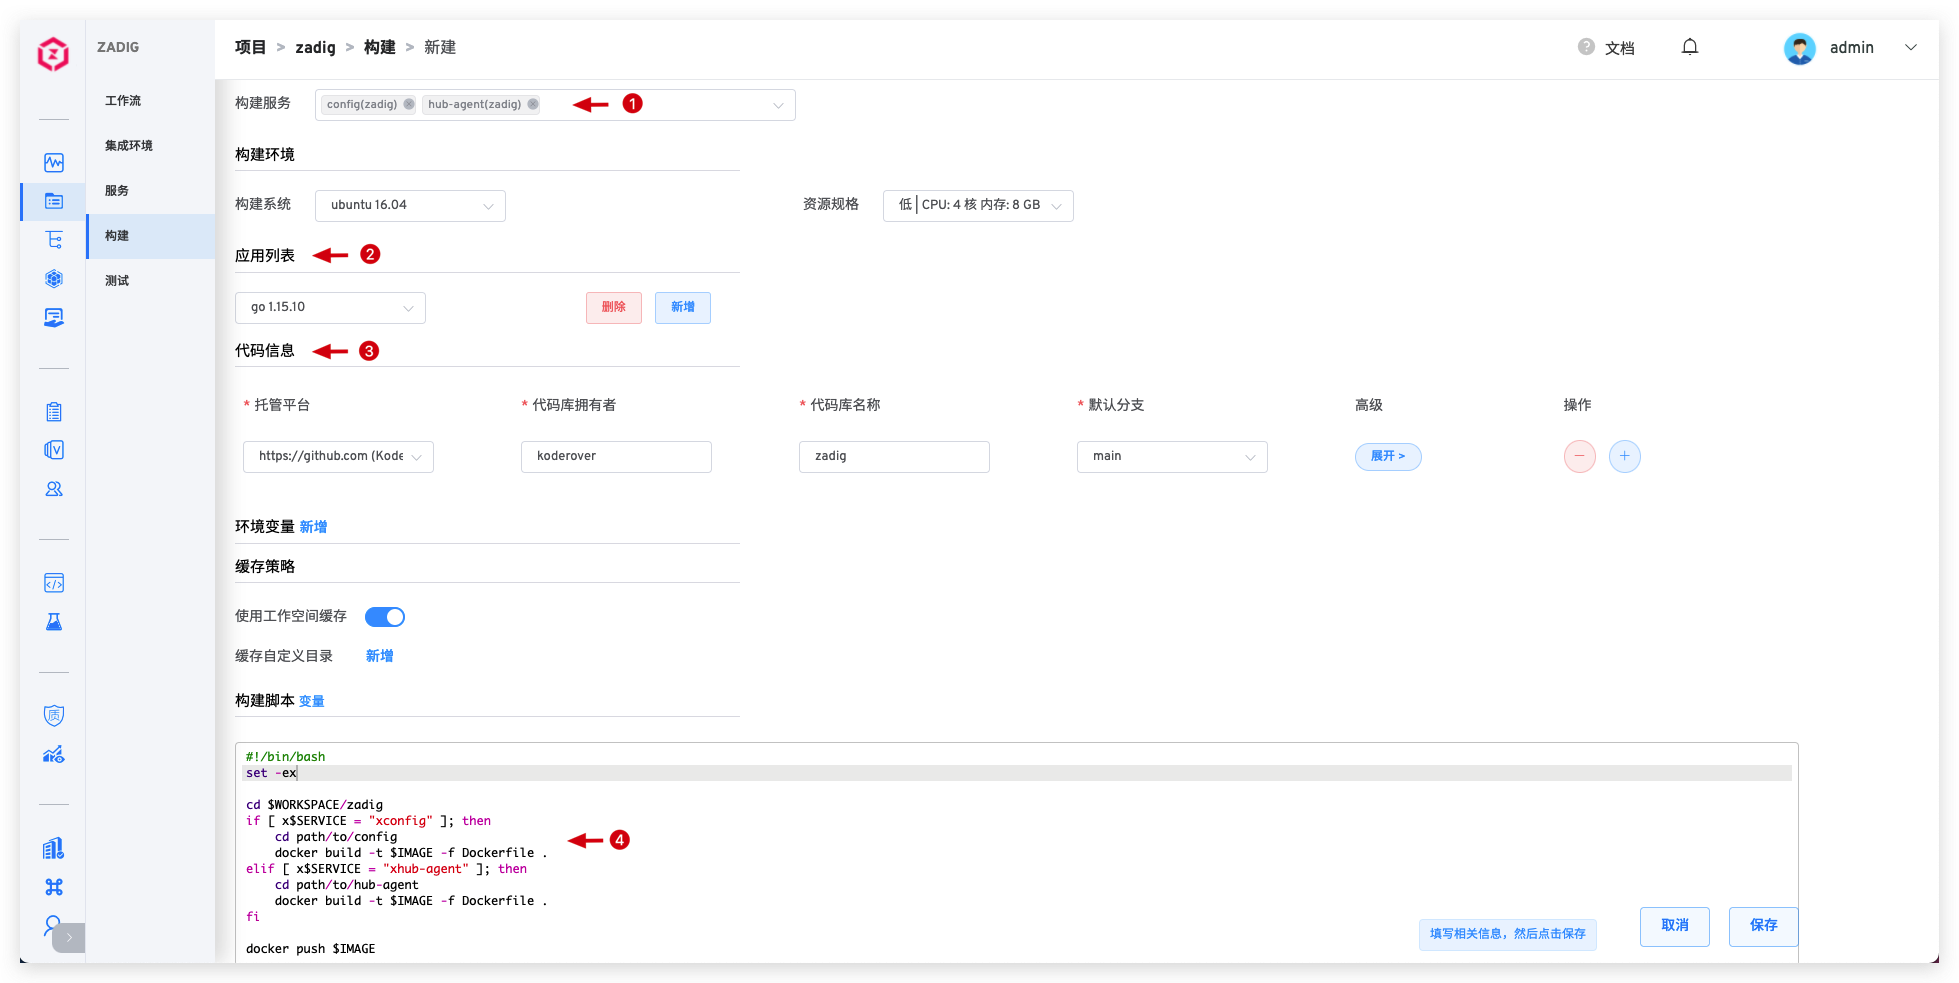 ZADIG
项目 > zadig > 构建 > 新建
? 文档
admin
工作流
集成环境
服务
构建
测试
构建服务 config(zadig) hub-agent(zadig) 1
构建环境
构建系统 ubuntu 16.04 资源规格 低 | CPU: 4 核 内存: 8 GB
应用列表 2
go 1.15.10 删除 新增
代码信息 3
* 托管平台 * 代码库拥有者 * 代码库名称 * 默认分支 高级 操作
https://github.com (Kode koderover zadig main 展开 > − +
环境变量 新增
缓存策略
使用工作空间缓存
缓存自定义目录 新增
构建脚本 变量
#!/bin/bash
set -ex
cd $WORKSPACE/zadig
if [ x$SERVICE = "xconfig" ]; then
    cd path/to/config
    docker build -t $IMAGE -f Dockerfile .
4
elif [ x$SERVICE = "xhub-agent" ]; then
    cd path/to/hub-agent
    docker build -t $IMAGE -f Dockerfile .
fi
docker push $IMAGE
填写相关信息，然后点击保存 取消 保存
质